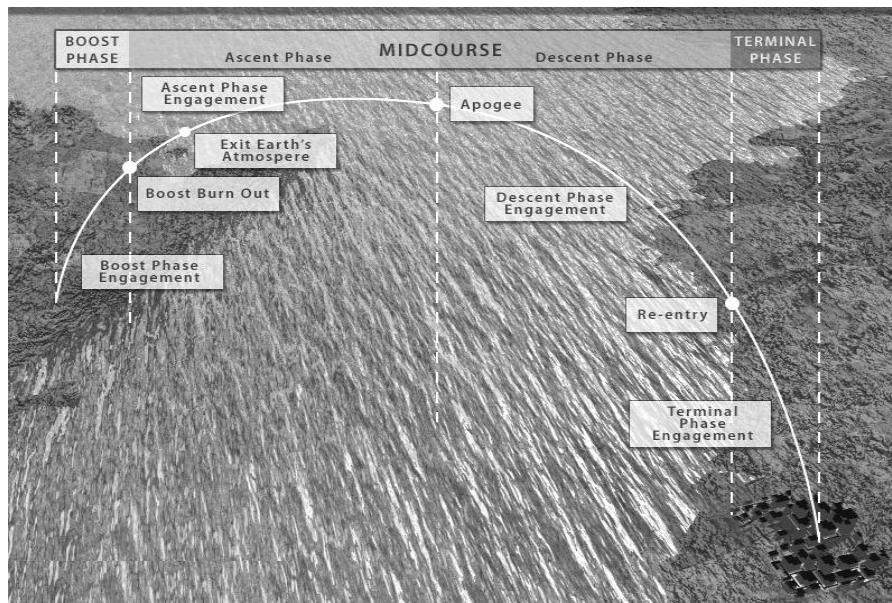 BOOST
PHASE
Ascent Phase
MIDCOURSE
Descent Phase
TERMINAL
PHASE
Ascent Phase
Engagement
Apogee
Exit Earth's
Atmospere
Boost Burn Out
Descent Phase
Engagement
Boost Phase
Engagement
Re-entry
Terminal
Phase
Engagement